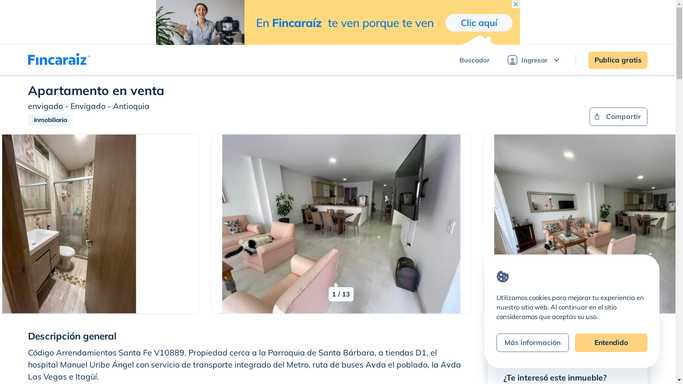 En Fincaraíz te ven porque te ven
Clic aquí
Fincaraíz
Buscador
Ingresar
Publica gratis
Apartamento en venta
envigado - Envigado - Antioquia
Inmobiliaria
Compartir
1 / 13
Utilizamos cookies para mejorar tu experiencia en
nuestro sitio web. Al continuar en el sitio
consideramos que aceptas su uso.
Más información
Entendido
Descripción general
Código Arrendamientos Santa Fe V10889. Propiedad cerca a la Parroquia de Santa Bárbara, a tiendas D1, el
hospital Manuel Uribe Ángel con servicio de transporte integrado del Metro, ruta de buses Avda el poblado, la Avda
Las Vegas e Itagüí.
¿Te interesó este inmueble?